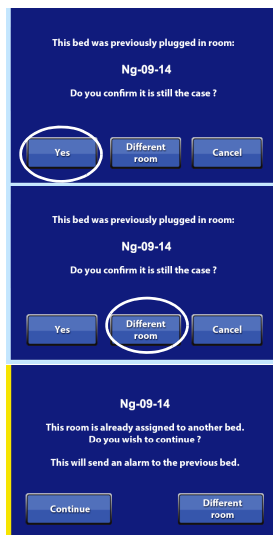 This bed was previously plugged in room:
Ng-09-14
Do you confirm it is still the case ?
Yes
Different
room
Cancel
This bed was previously plugged in room:
Ng-09-14
Do you confirm it is still the case ?
Yes
Different
room
Cancel
Ng-09-14
This room is already assigned to another bed.
Do you wish to continue ?
This will send an alarm to the previous bed.
Continue
Different
room